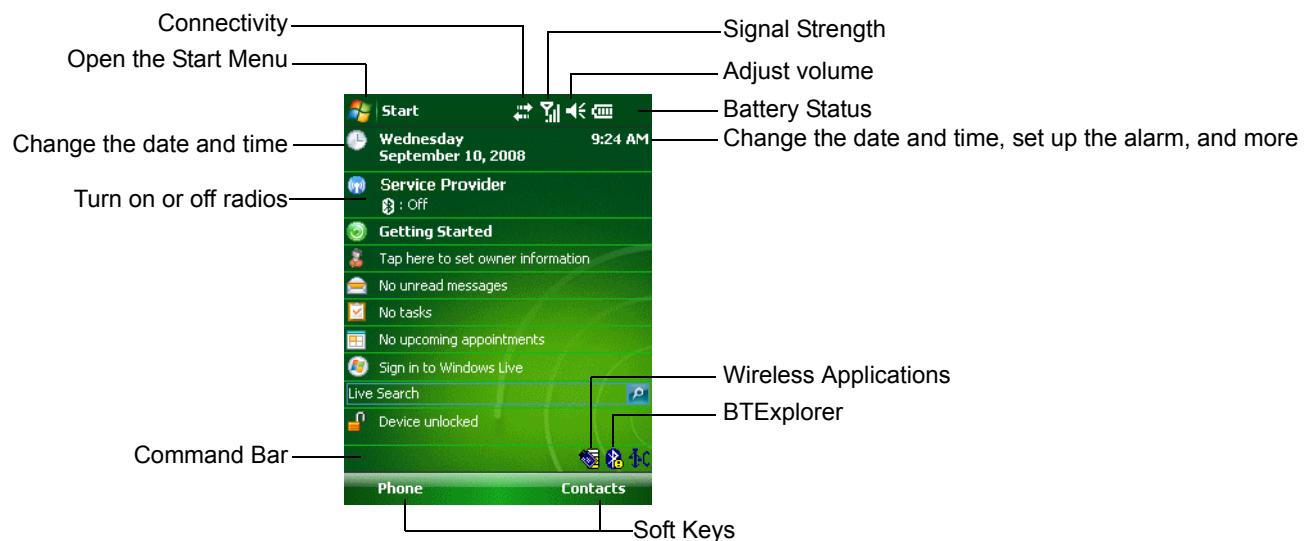 Connectivity
Signal Strength
Open the Start Menu
Adjust volume
Start
Battery Status
Change the date and time
Wednesday
9:24 AM
Change the date and time, set up the alarm, and more
September 10, 2008
Turn on or off radios
Service Provider
: Off
Getting Started
Tap here to set owner information
No unread messages
No tasks
No upcoming appointments
Sign in to Windows Live
Wireless Applications
Live Search
BTExplorer
Device unlocked
Command Bar
Phone
Contacts
Soft Keys